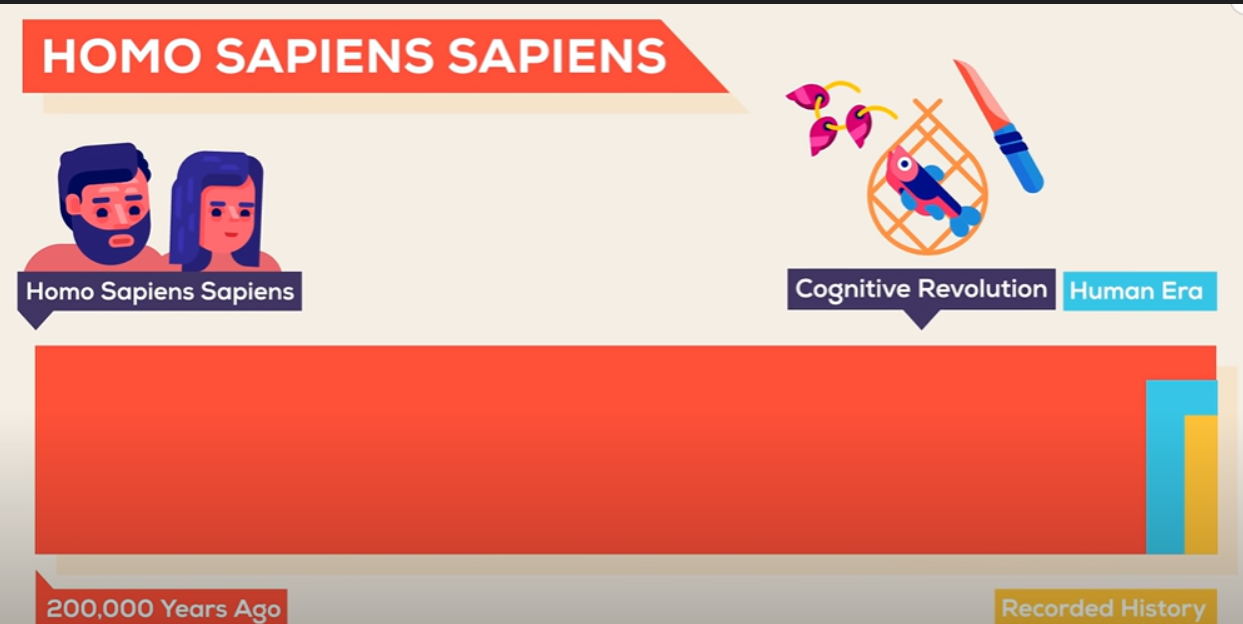 HOMO SAPIENS SAPIENS
Homo Sapiens Sapiens
Cognitive Revolution
Human Era
200,000 Years Ago
Recorded History